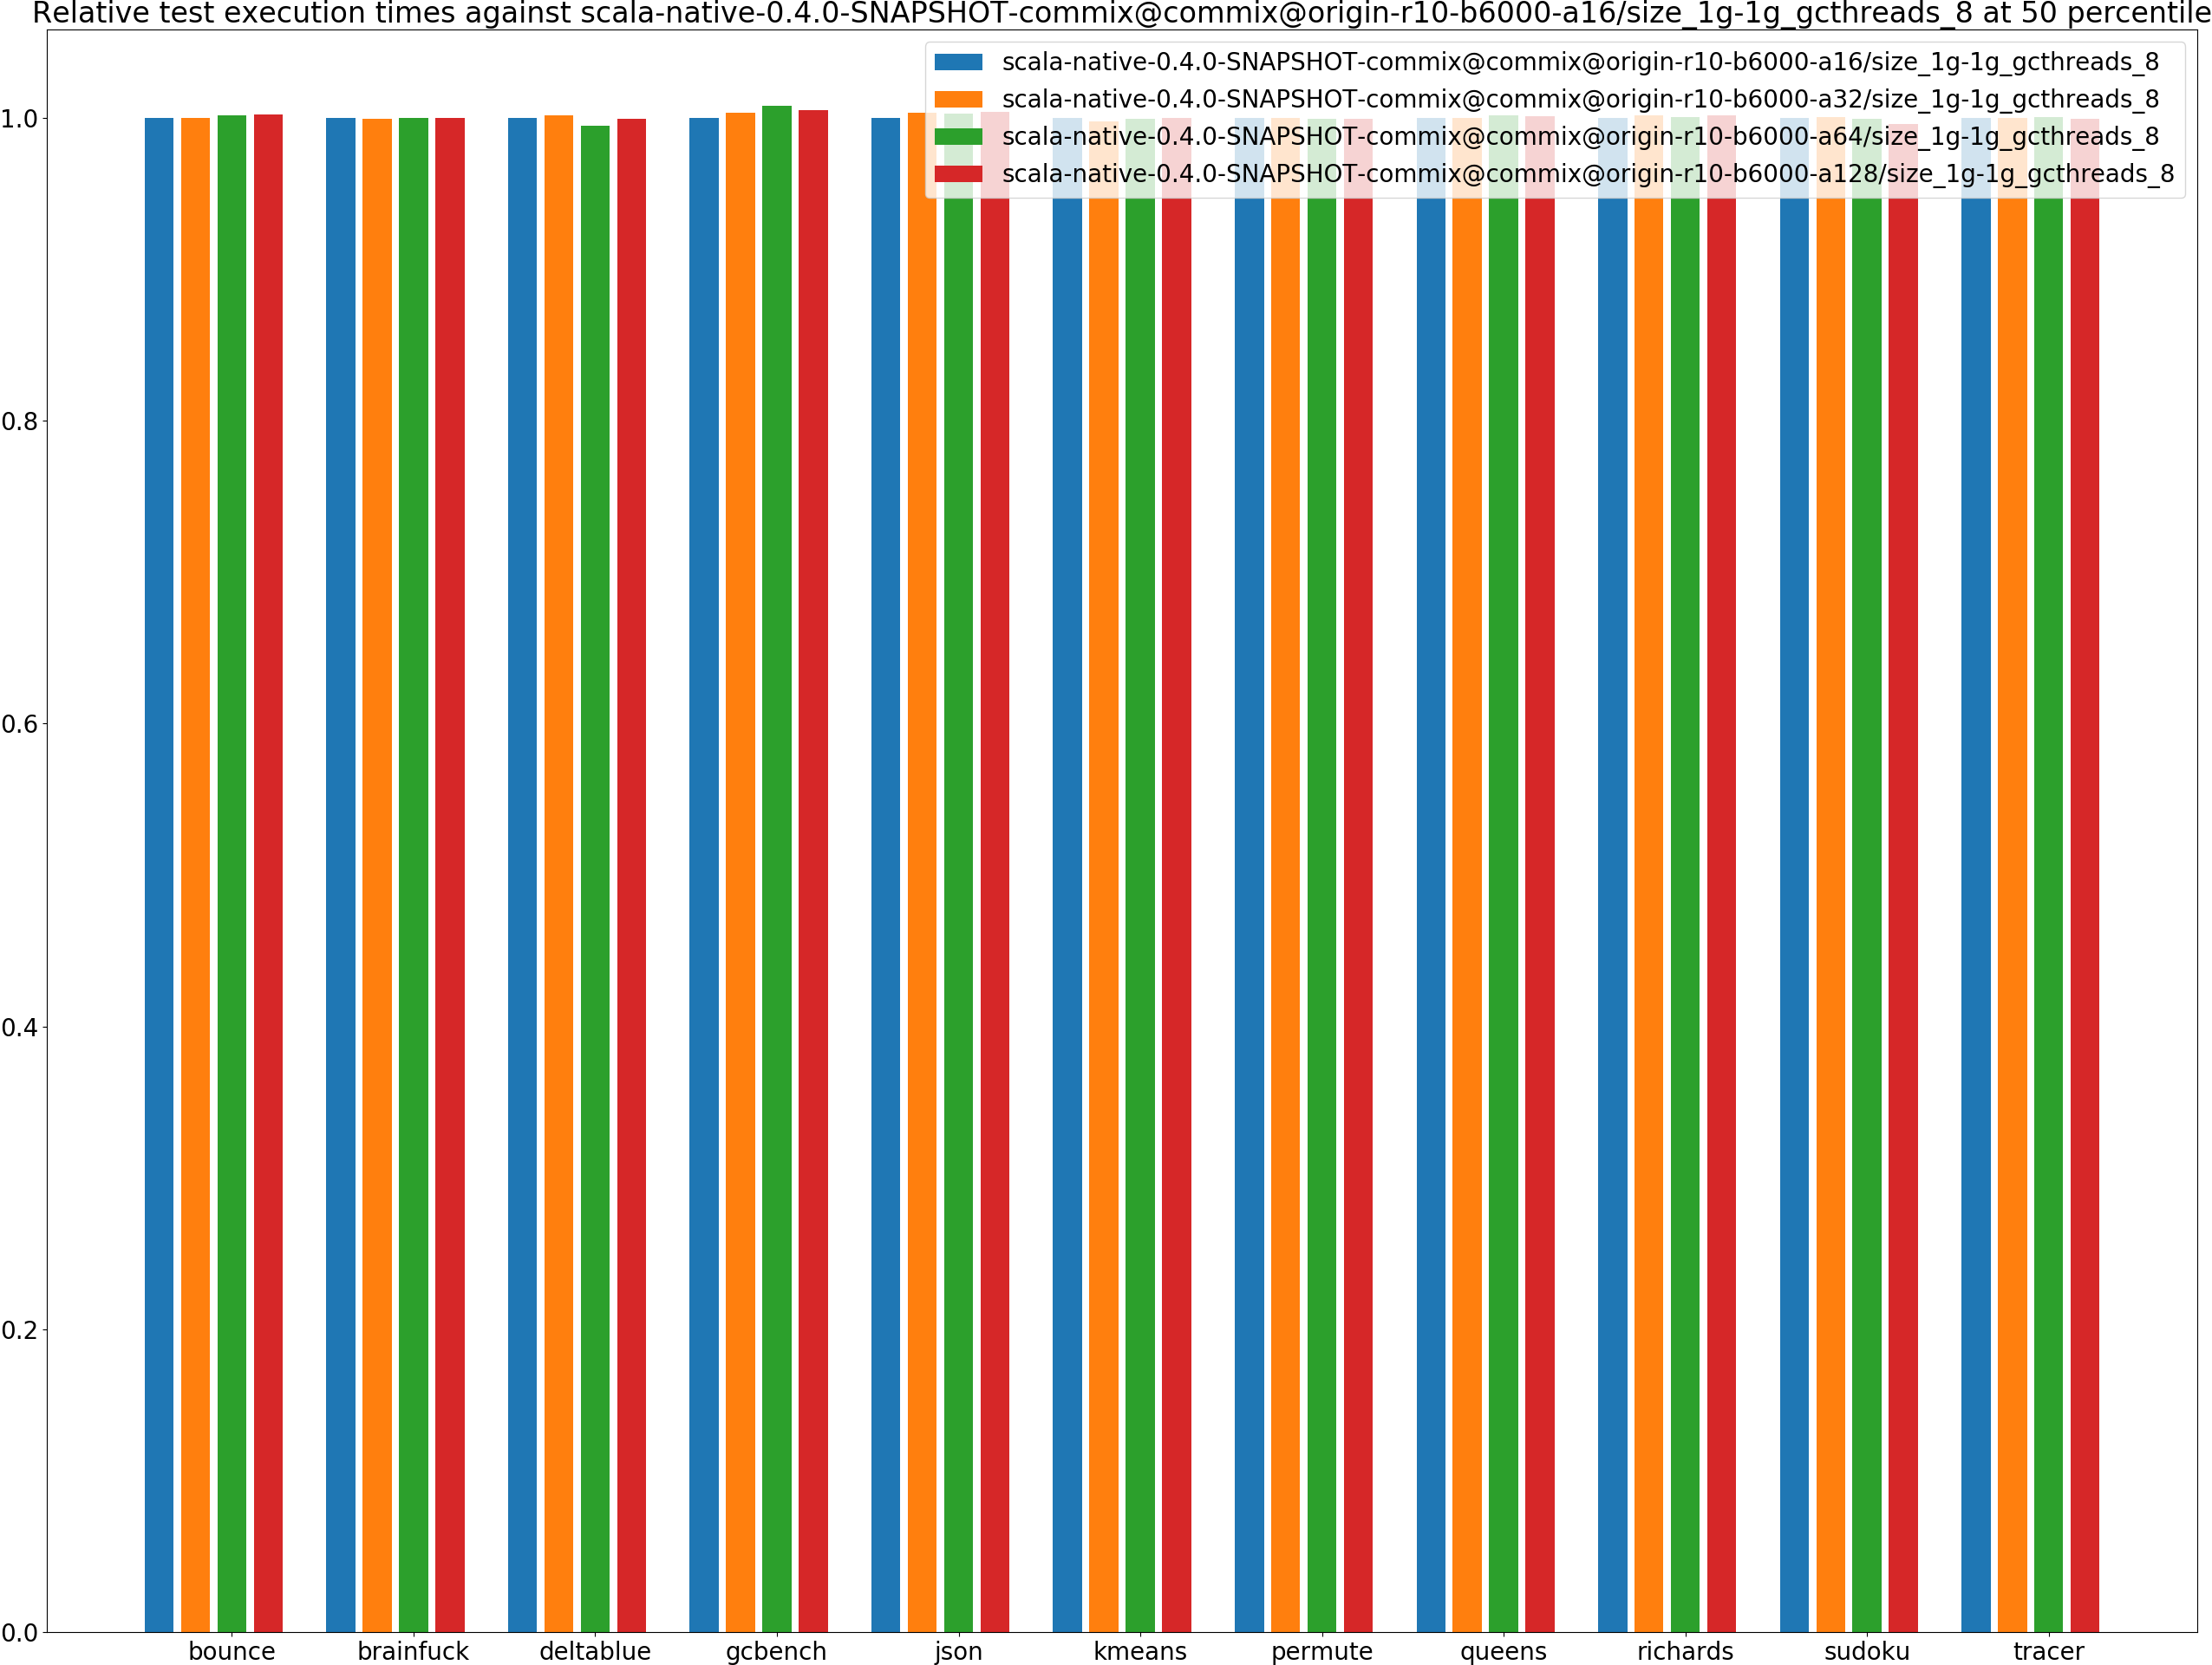 Relative test execution times against scala-native-0.4.0-SNAPSHOT-commix@commix@origin-r10-b6000-a16/size_1g-1g_gcthreads_8 at 50 percentile
scala-native-0.4.0-SNAPSHOT-commix@commix@origin-r10-b6000-a16/size_1g-1g_gcthreads_8
scala-native-0.4.0-SNAPSHOT-commix@commix@origin-r10-b6000-a32/size_1g-1g_gcthreads_8
scala-native-0.4.0-SNAPSHOT-commix@commix@origin-r10-b6000-a64/size_1g-1g_gcthreads_8
scala-native-0.4.0-SNAPSHOT-commix@commix@origin-r10-b6000-a128/size_1g-1g_gcthreads_8
1.0
0.8
0.6
0.4
0.2
0.0
bounce brainfuck deltablue gcbench json kmeans permute queens richards sudoku tracer